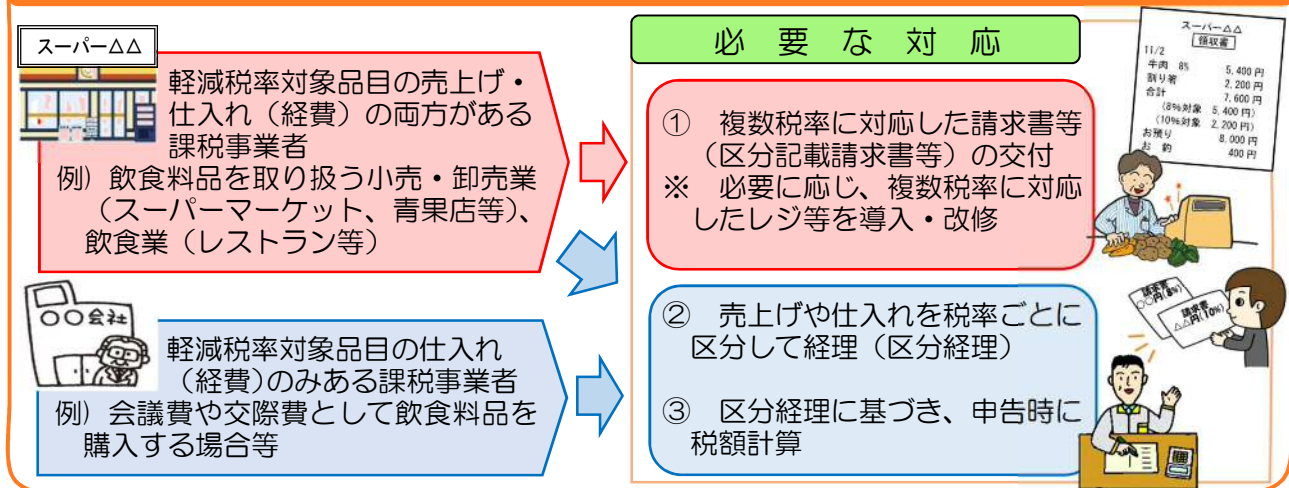 スーパー△△
軽減税率対象品目の売上げ・
仕入れ（経費）の両方がある
課税事業者
例）飲食料品を取り扱う小売・卸売業
（スーパーマーケット、青果店等）、
飲食業（レストラン等）
〇〇会社
軽減税率対象品目の仕入れ
（経費）のみある課税事業者
例）会議費や交際費として飲食料品を
購入する場合等
必要な対応
① 複数税率に対応した請求書等
（区分記載請求書等）の交付
※ 必要に応じ、複数税率に対応
したレジ等を導入・改修
② 売上げや仕入れを税率ごとに
区分して経理（区分経理）
③ 区分経理に基づき、申告時に
税額計算
スーパー△△
領収書
11/2
牛肉 8% 5,400円
割り箸 2,200円
合計 7,600円
（8%対象 5,400円）
（10%対象 2,200円）
お預り 8,000円
お釣 400円
請求書
〇〇円(8%)
請求書
△△円(10%)